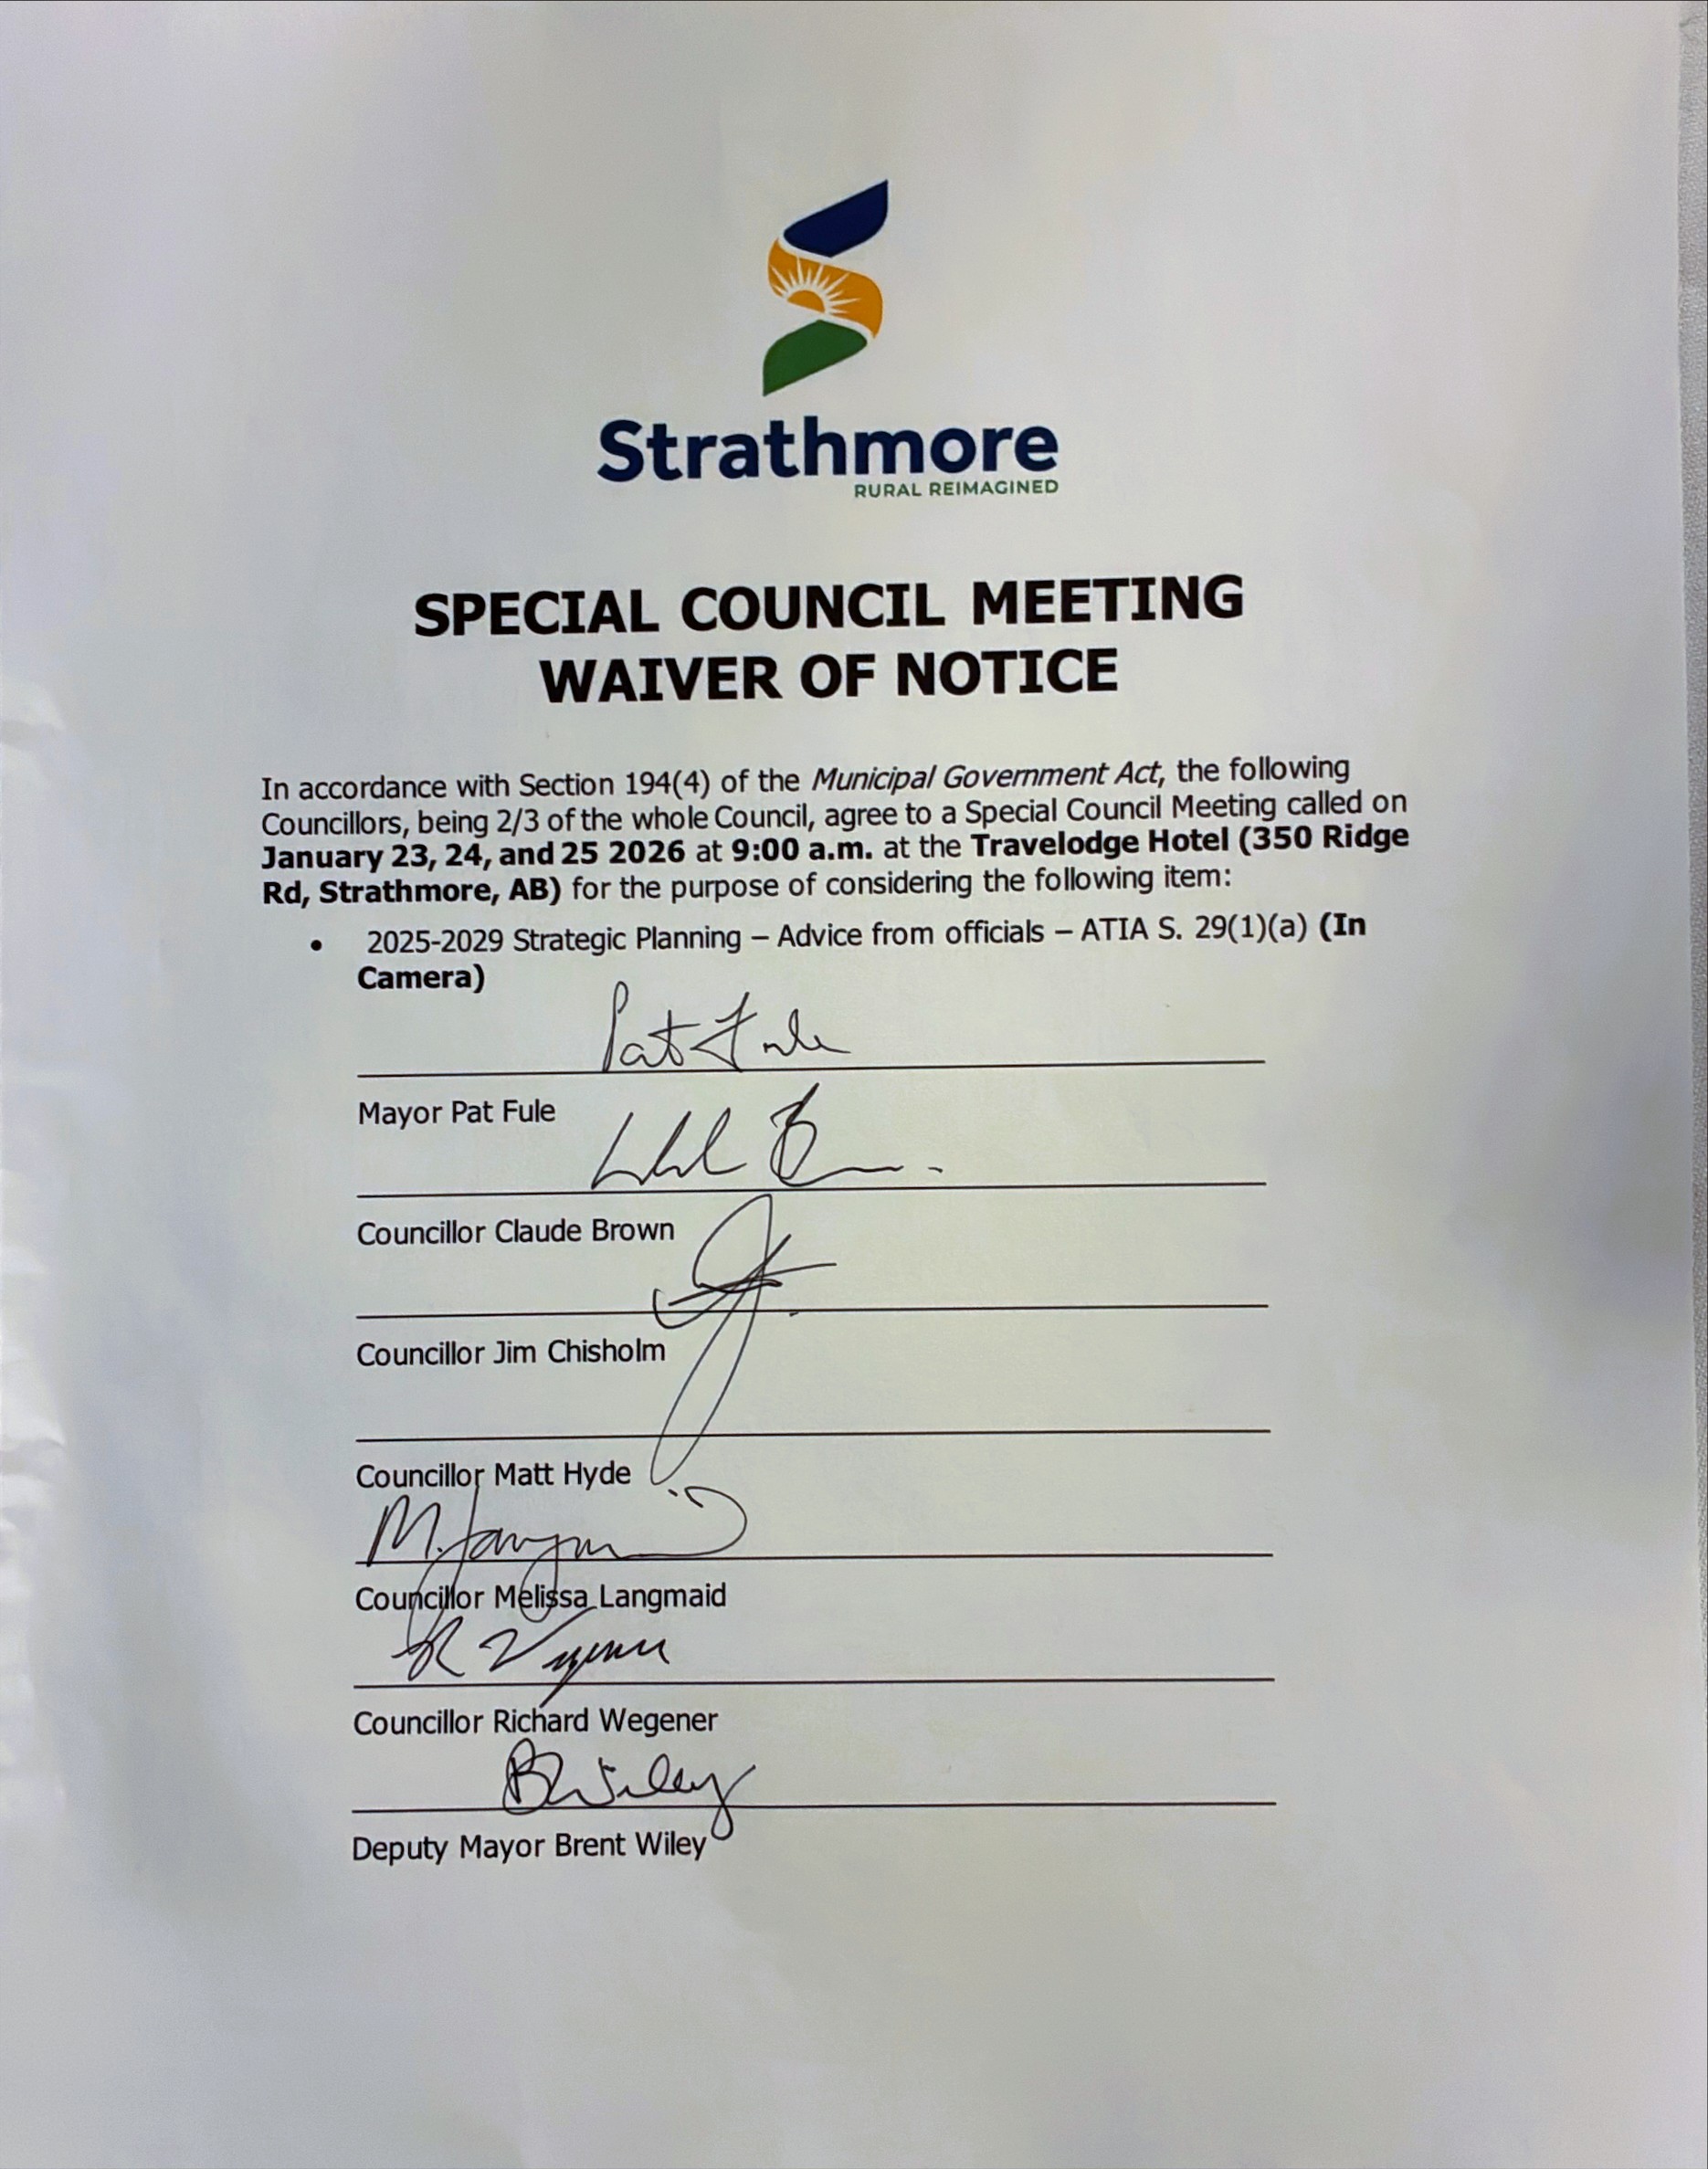 Strathmore
RURAL REIMAGINED
SPECIAL COUNCIL MEETING
WAIVER OF NOTICE
In accordance with Section 194(4) of the Municipal Government Act, the following
Councillors, being 2/3 of the whole Council, agree to a Special Council Meeting called on
January 23, 24, and 25 2026 at 9:00 a.m. at the Travelodge Hotel (350 Ridge
Rd, Strathmore, AB) for the purpose of considering the following item:
• 2025-2029 Strategic Planning – Advice from officials – ATIA S. 29(1)(a) (In
Camera)
Pat Fule
Mayor Pat Fule
Councillor Claude Brown
Councillor Jim Chisholm
Councillor Matt Hyde
Councillor Melissa Langmaid
Councillor Richard Wegener
BWiley
Deputy Mayor Brent Wiley